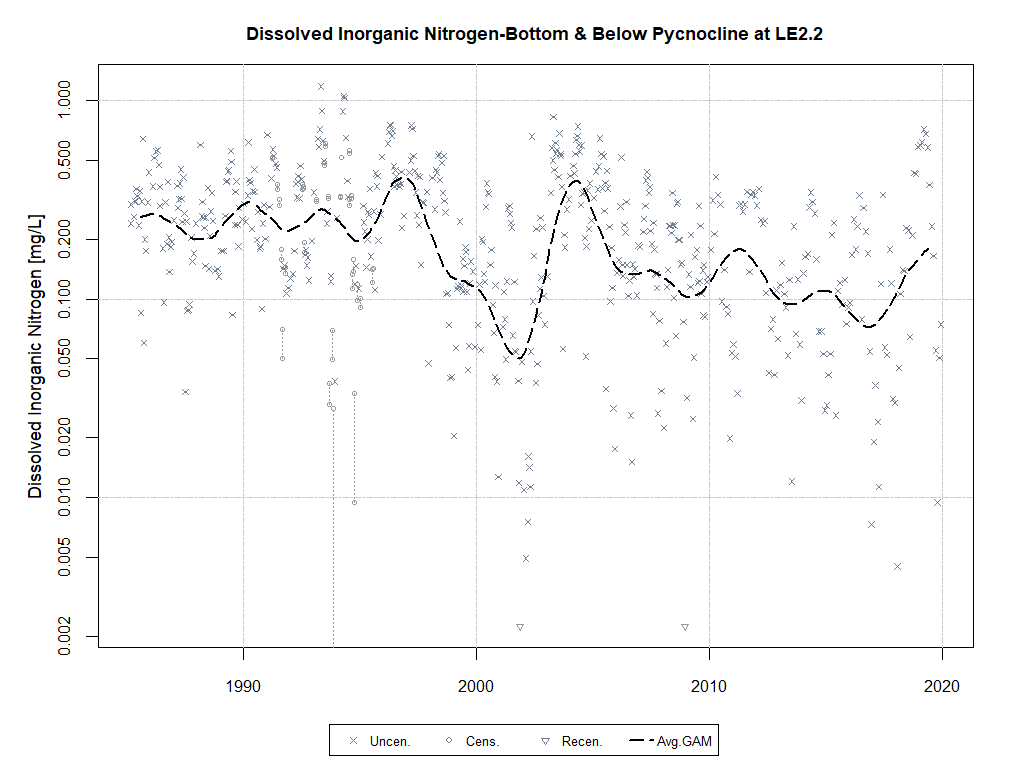 Dissolved Inorganic Nitrogen-Bottom & Below Pycnocline at LE2.2
Dissolved Inorganic Nitrogen [mg/L]
1.000
0.500
0.200
0.100
0.050
0.020
0.010
0.005
0.002
1990 2000 2010 2020
Uncen. Cens. Recen. Avg.GAM